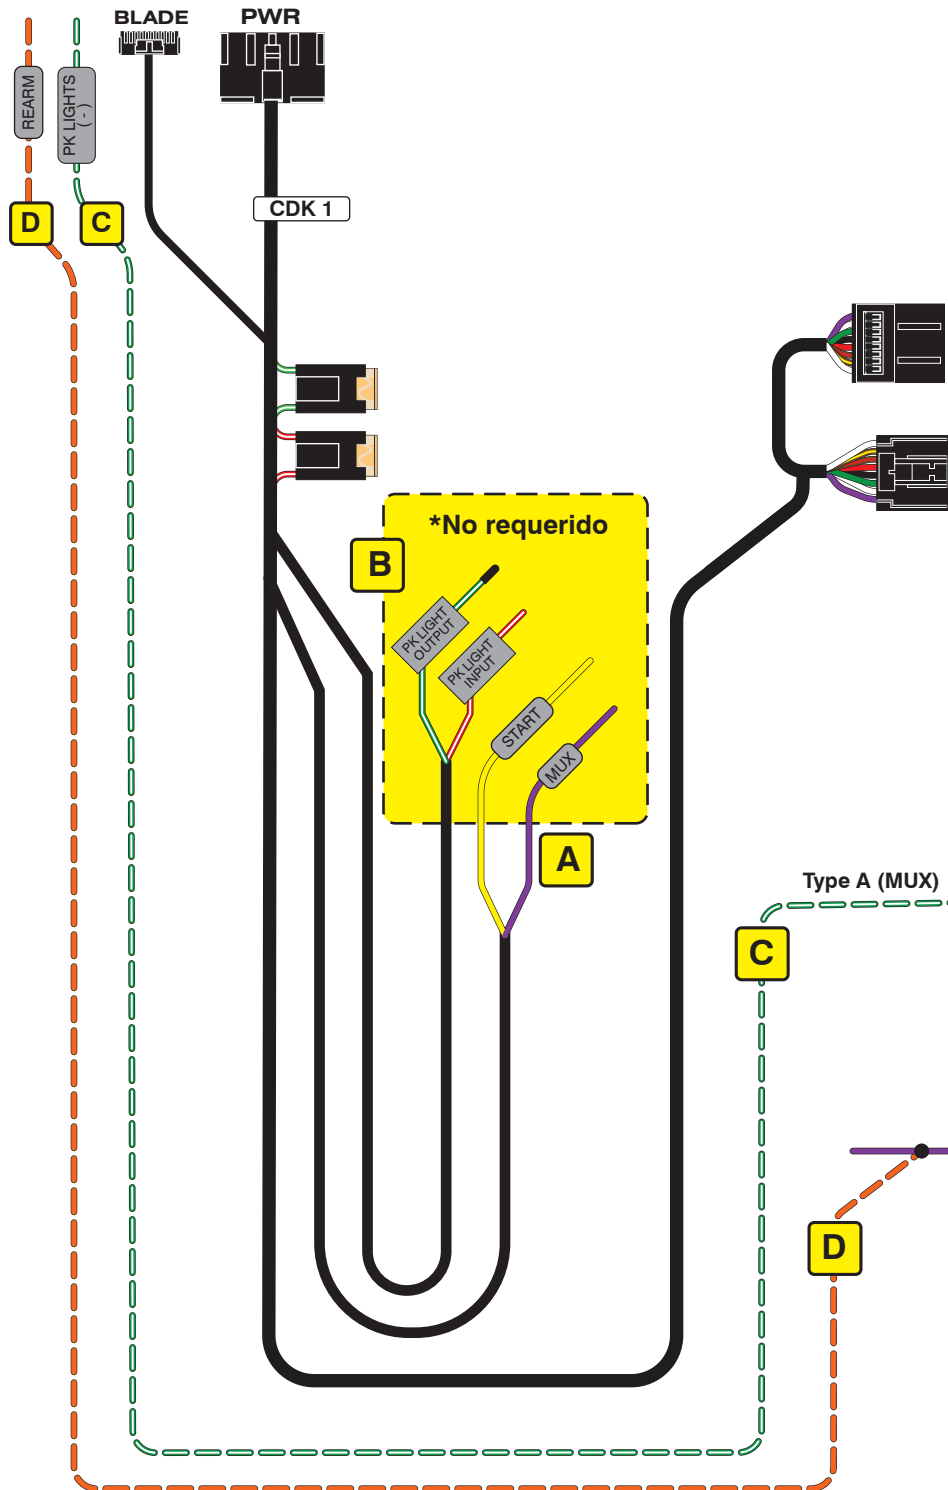 BLADE
PWR
REARM
PK LIGHTS
( - )
D
C
CDK 1
*No requerido
B
PK LIGHT
OUTPUT
PK LIGHT
INPUT
START
MUX
A
Type A (MUX)
C
D